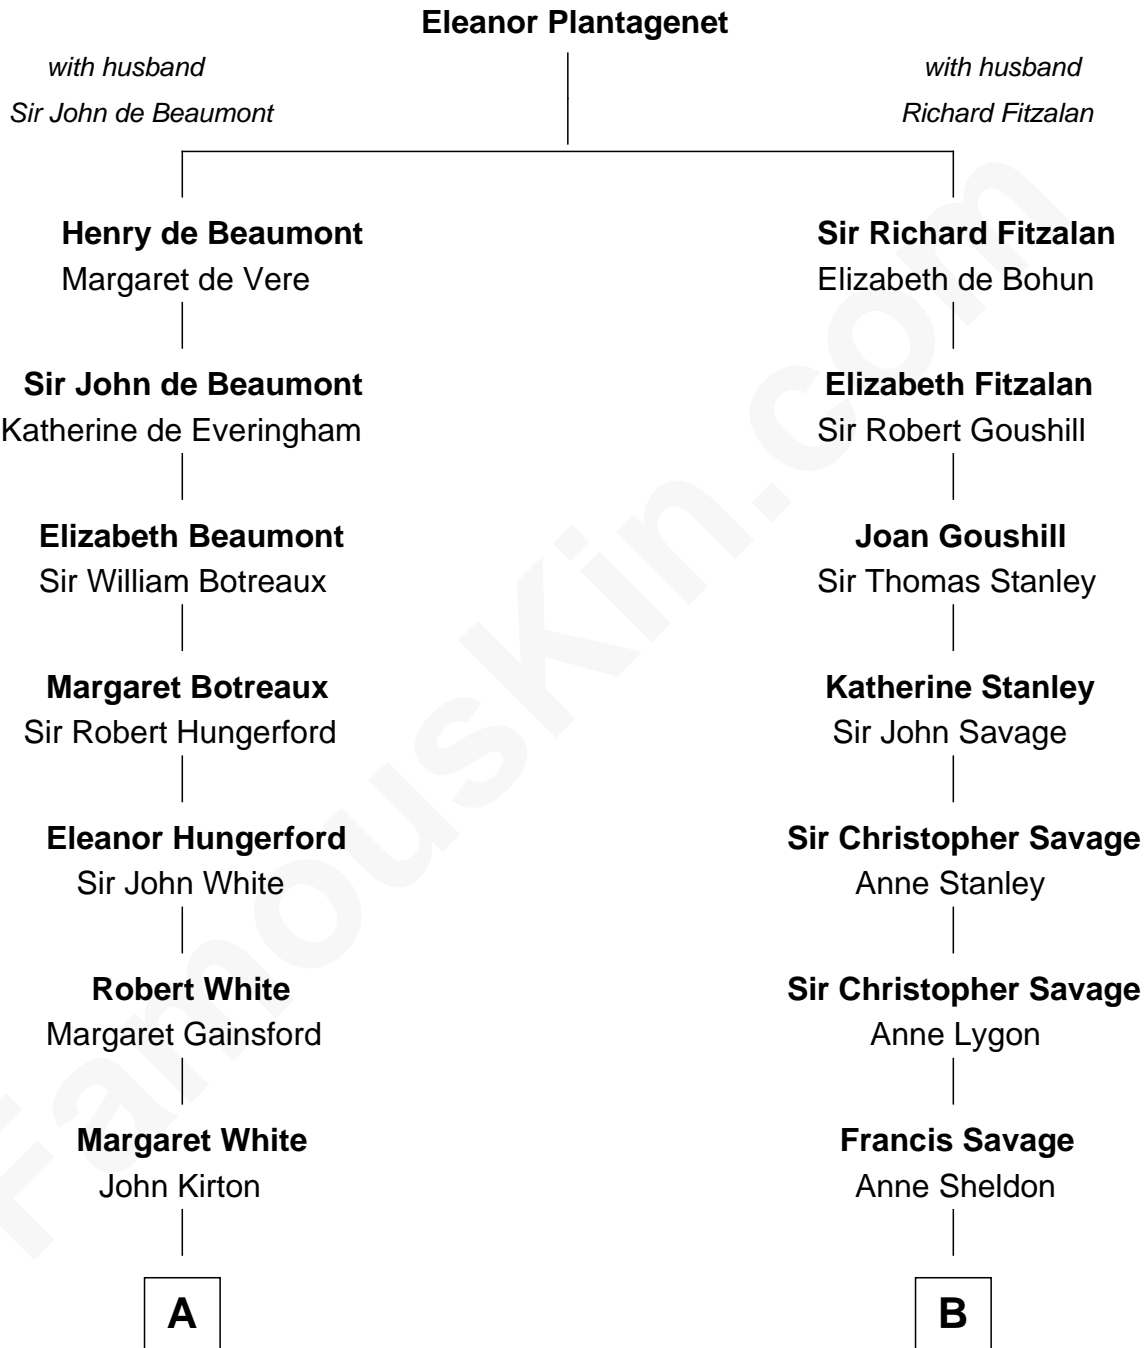 Eleanor Plantagenet
with husband
Sir John de Beaumont
with husband
Richard Fitzalan
Henry de Beaumont
Margaret de Vere
Sir Richard Fitzalan
Elizabeth de Bohun
Sir John de Beaumont
Katherine de Everingham
Elizabeth Fitzalan
Sir Robert Goushill
Elizabeth Beaumont
Sir William Botreaux
Joan Goushill
Sir Thomas Stanley
Margaret Botreaux
Sir Robert Hungerford
Katherine Stanley
Sir John Savage
Eleanor Hungerford
Sir John White
Sir Christopher Savage
Anne Stanley
Robert White
Margaret Gainsford
Sir Christopher Savage
Anne Lygon
Margaret White
John Kirton
Francis Savage
Anne Sheldon
A
B
FamousKin.com